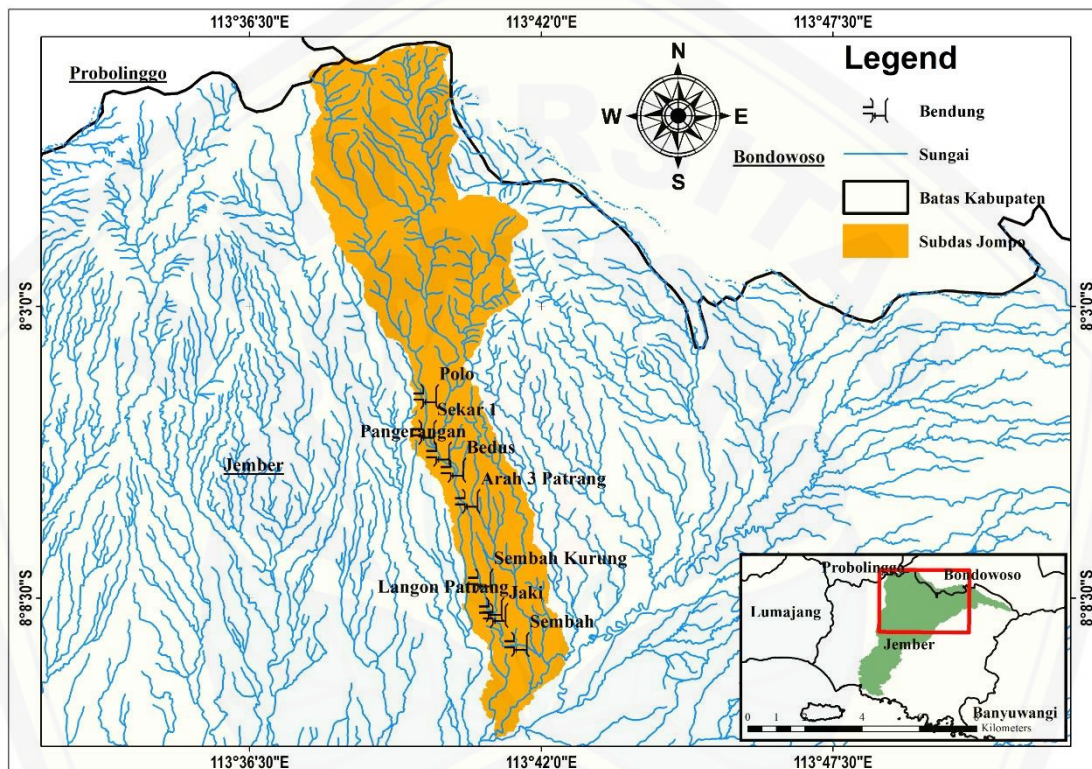 113°36'30"E
113°42'0"E
113°47'30"E
Probolinggo
N
W
E
S
Bondowoso
Legend
Bendung
Sungai
Batas Kabupaten
Subdas Jompo
8°3'0"S
8°3'0"S
Polo
Sekar 1
Pangerangan
Bedus
Arah 3 Patrang
Jember
Sembah Kurung
Langon Patrang
Jaki
Sembah
8°8'30"S
8°8'30"S
Probolinggo
Bondowoso
Lumajang
Jember
Banyuwangi
0
1
2
4
Kilometers
113°36'30"E
113°42'0"E
113°47'30"E